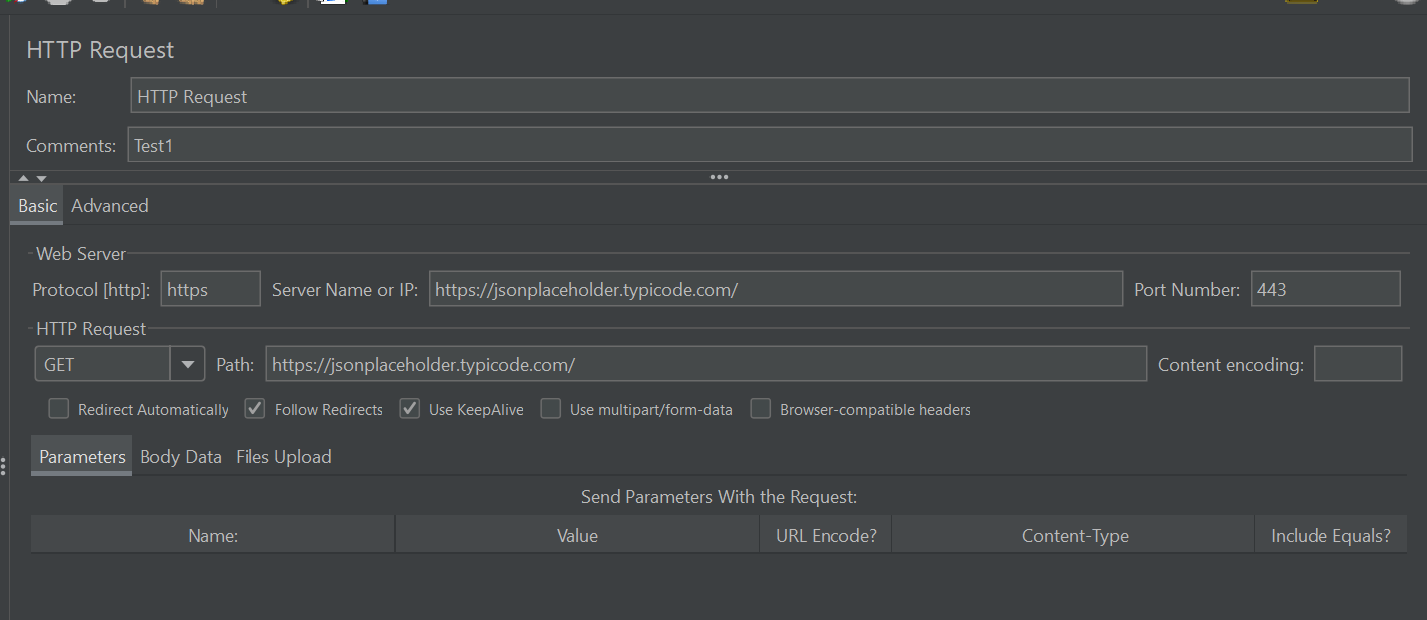 HTTP Request
Name: HTTP Request
Comments: Test1
Basic Advanced
Web Server
Protocol [http]: https Server Name or IP: https://jsonplaceholder.typicode.com/ Port Number: 443
HTTP Request
GET Path: https://jsonplaceholder.typicode.com/ Content encoding:
Redirect Automatically Follow Redirects Use KeepAlive Use multipart/form-data Browser-compatible headers
Parameters Body Data Files Upload
Send Parameters With the Request:
Name: Value URL Encode? Content-Type Include Equals?